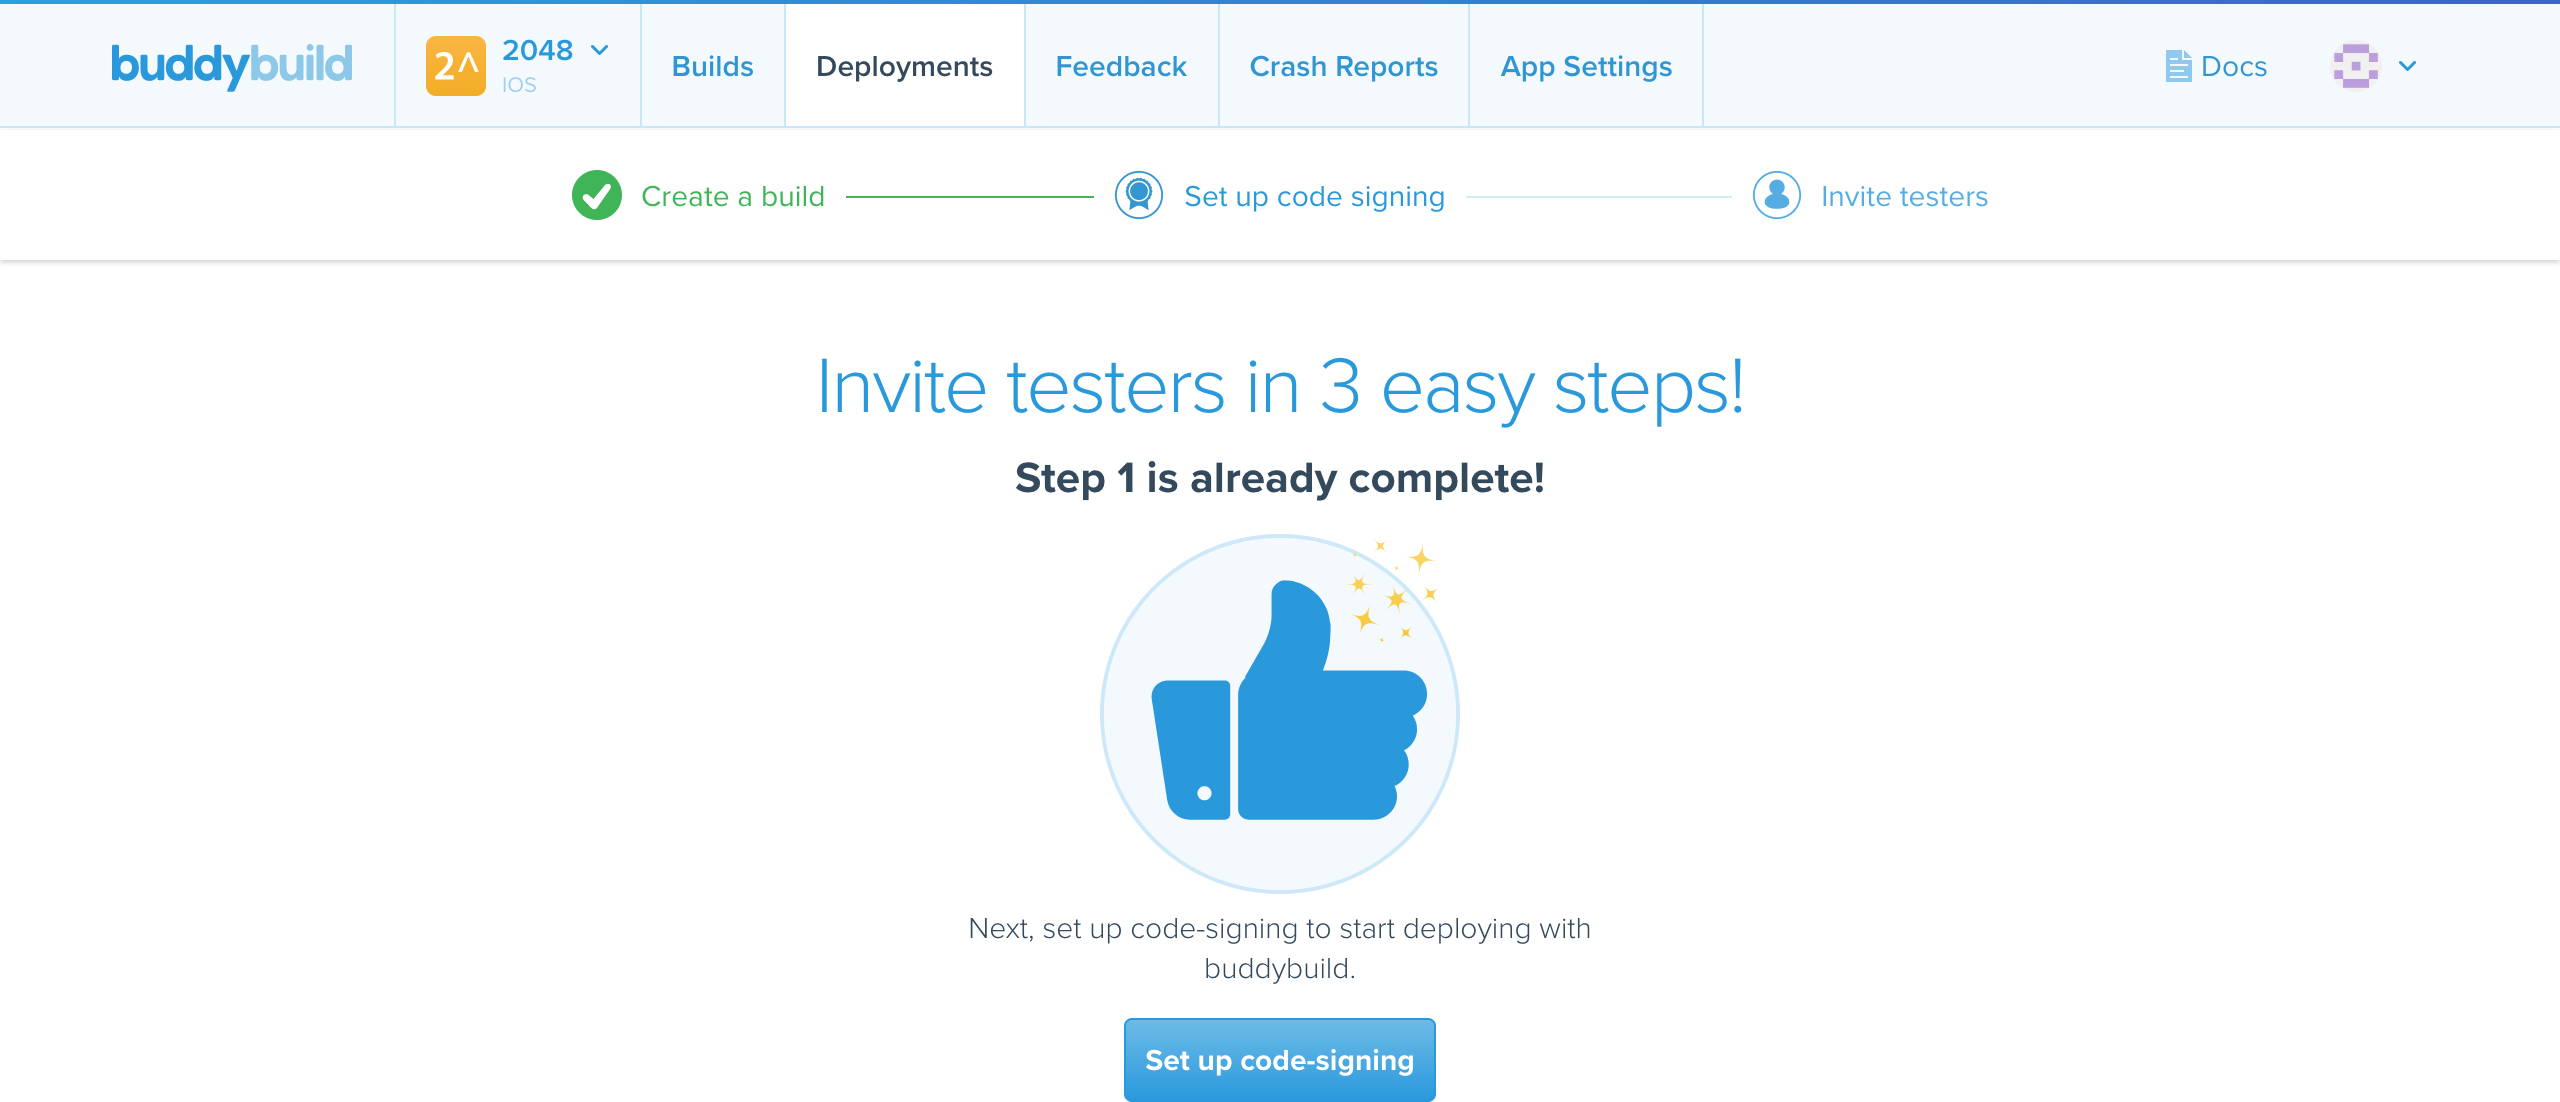 buddybuild
2^
2048
IOS
Builds
Deployments
Feedback
Crash Reports
App Settings
Docs
Create a build
Set up code signing
Invite testers
Invite testers in 3 easy steps!
Step 1 is already complete!
Next, set up code-signing to start deploying with
buddybuild.
Set up code-signing